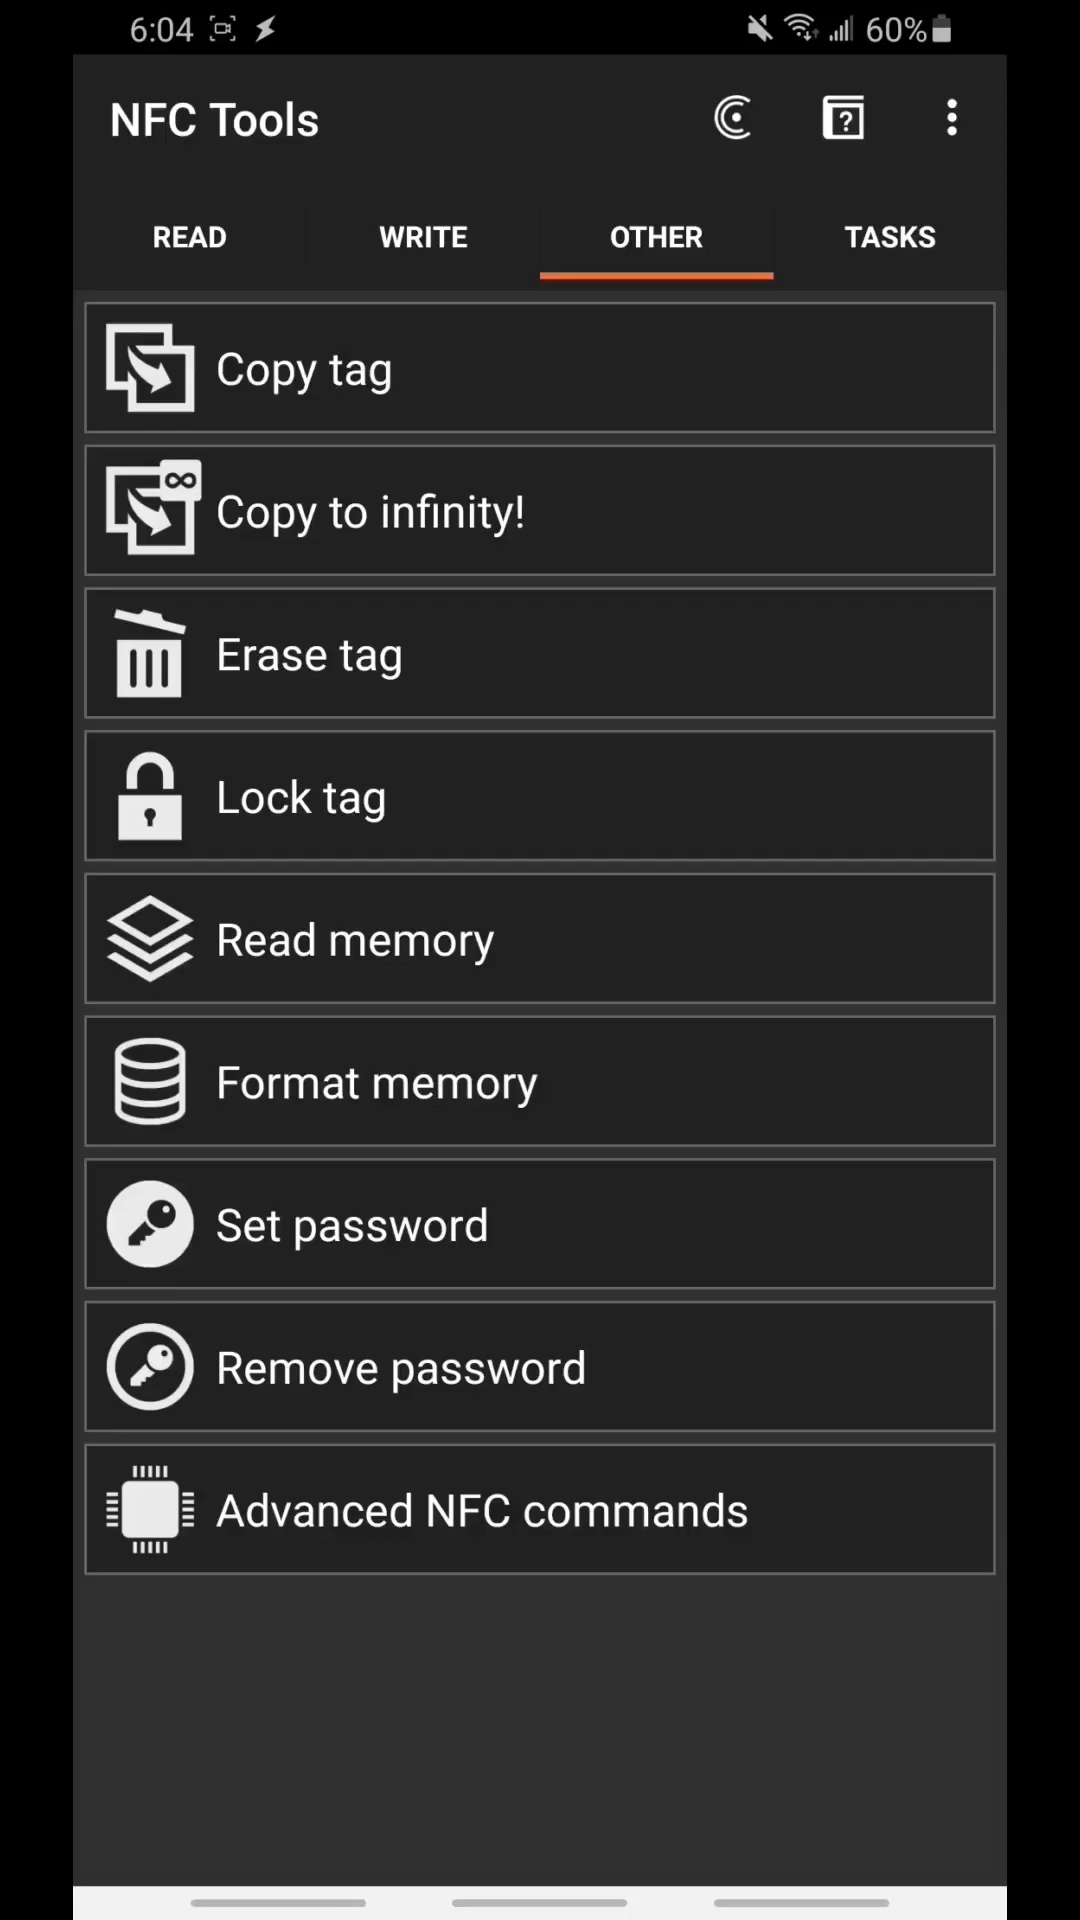 6:04 60%
NFC Tools
READ WRITE OTHER TASKS
Copy tag
Copy to infinity!
Erase tag
Lock tag
Read memory
Format memory
Set password
Remove password
Advanced NFC commands